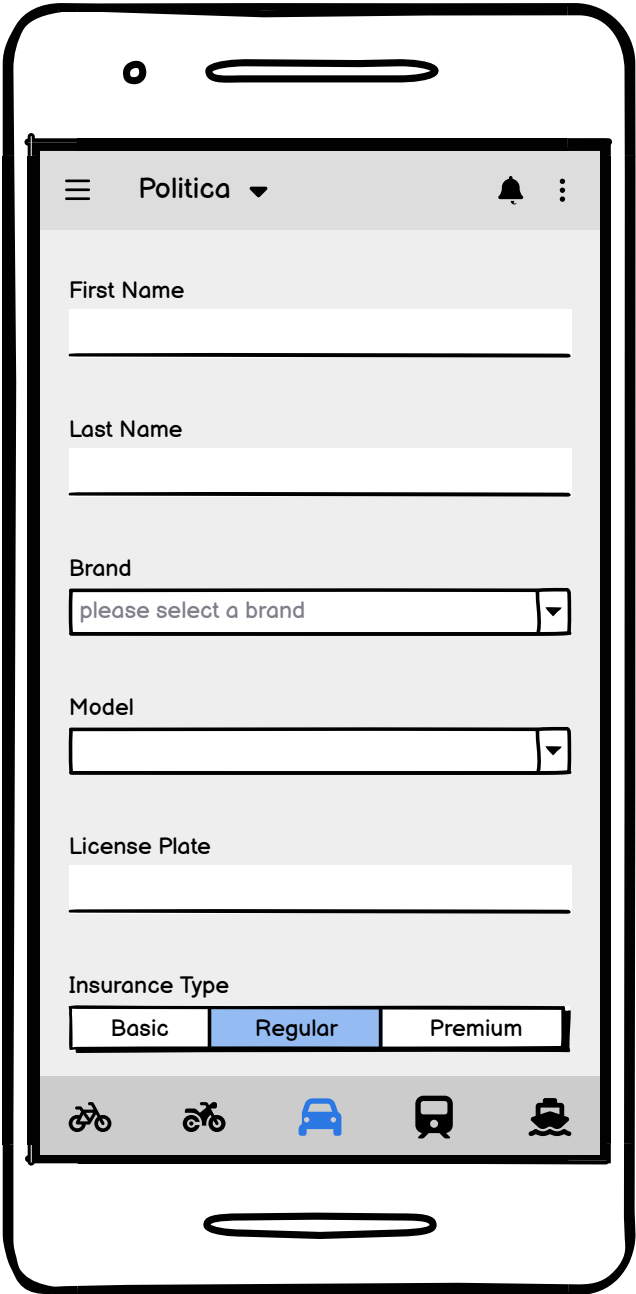 Politica
First Name
Last Name
Brand
please select a brand
Model
License Plate
Insurance Type
Basic Regular Premium